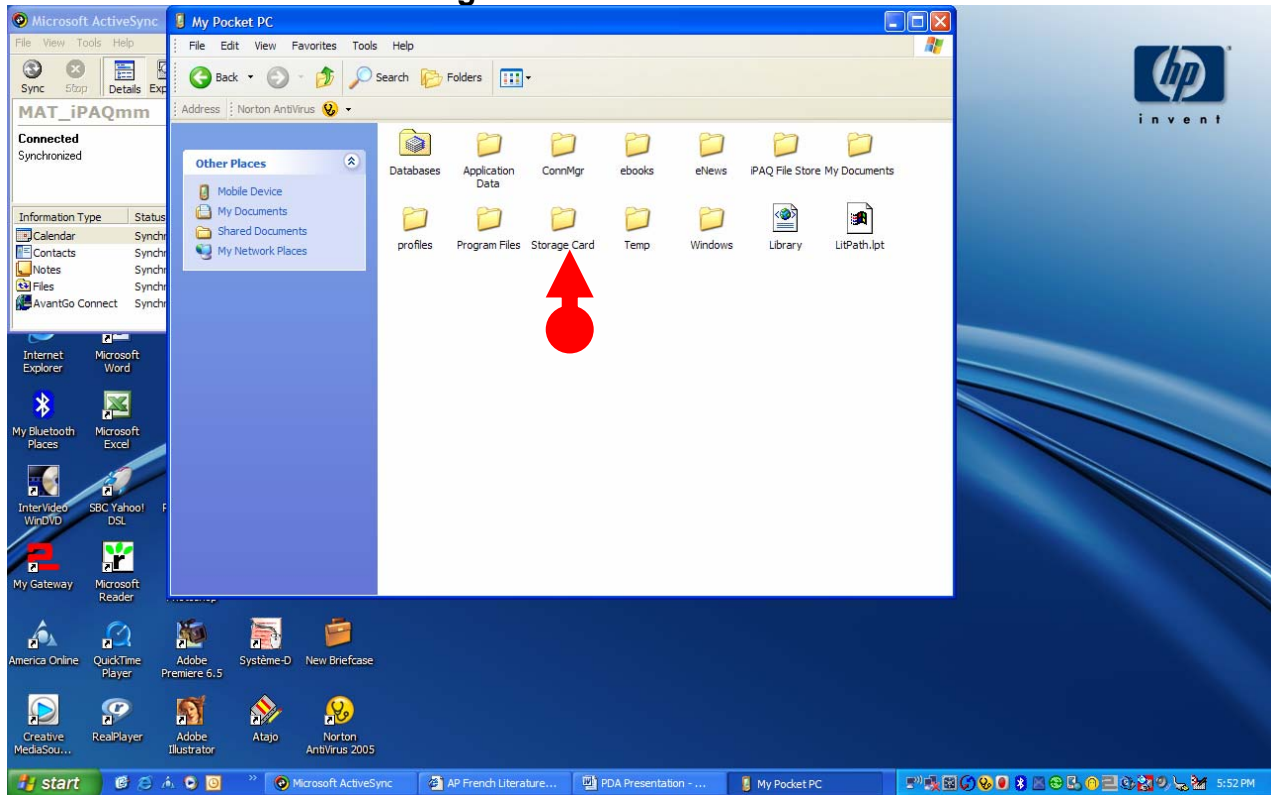 g
Microsoft ActiveSync
File View Tools Help
Sync Stop Details Exp
MAT_iPAQmm
Connected
Synchronized
Information Type Status
Calendar Synchr
Contacts Synchr
Notes Synchr
Files Synchr
AvantGo Connect Synchr
My Pocket PC
File Edit View Favorites Tools Help
Back Search Folders
Address Norton AntiVirus
Other Places
Mobile Device
My Documents
Shared Documents
My Network Places
Databases Application Data ConnMgr ebooks eNews iPAQ File Store My Documents
profiles Program Files Storage Card Temp Windows Library LitPath.lpt
hp
invent
Internet Explorer Microsoft Word
My Bluetooth Places Microsoft Excel
InterVideo WinDVD SBC Yahoo! DSL
My Gateway Microsoft Reader
America Online QuickTime Player Adobe Premiere 6.5 Système-D New Briefcase
Creative MediaSou... RealPlayer Adobe Illustrator Atajo Norton AntiVirus 2005
start Microsoft ActiveSync AP French Literature... PDA Presentation - ... My Pocket PC 5:52 PM